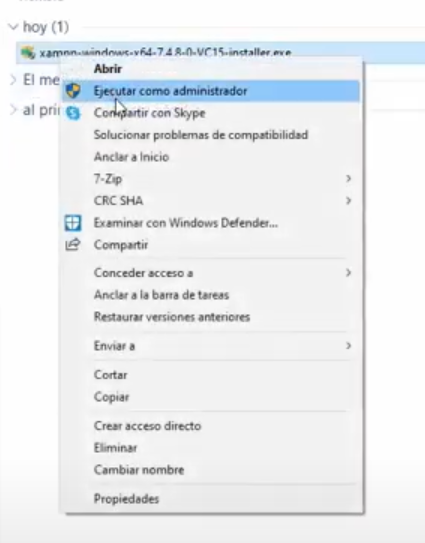 hoy (1)
xampp-windows-x64-7.4.8-0-VC15-installer.exe
Abrir
El me
Ejecutar como administrador
al prin
Compartir con Skype
Solucionar problemas de compatibilidad
Anclar a Inicio
7-Zip
CRC SHA
Examinar con Windows Defender...
Compartir
Conceder acceso a
Anclar a la barra de tareas
Restaurar versiones anteriores
Enviar a
Cortar
Copiar
Crear acceso directo
Eliminar
Cambiar nombre
Propiedades